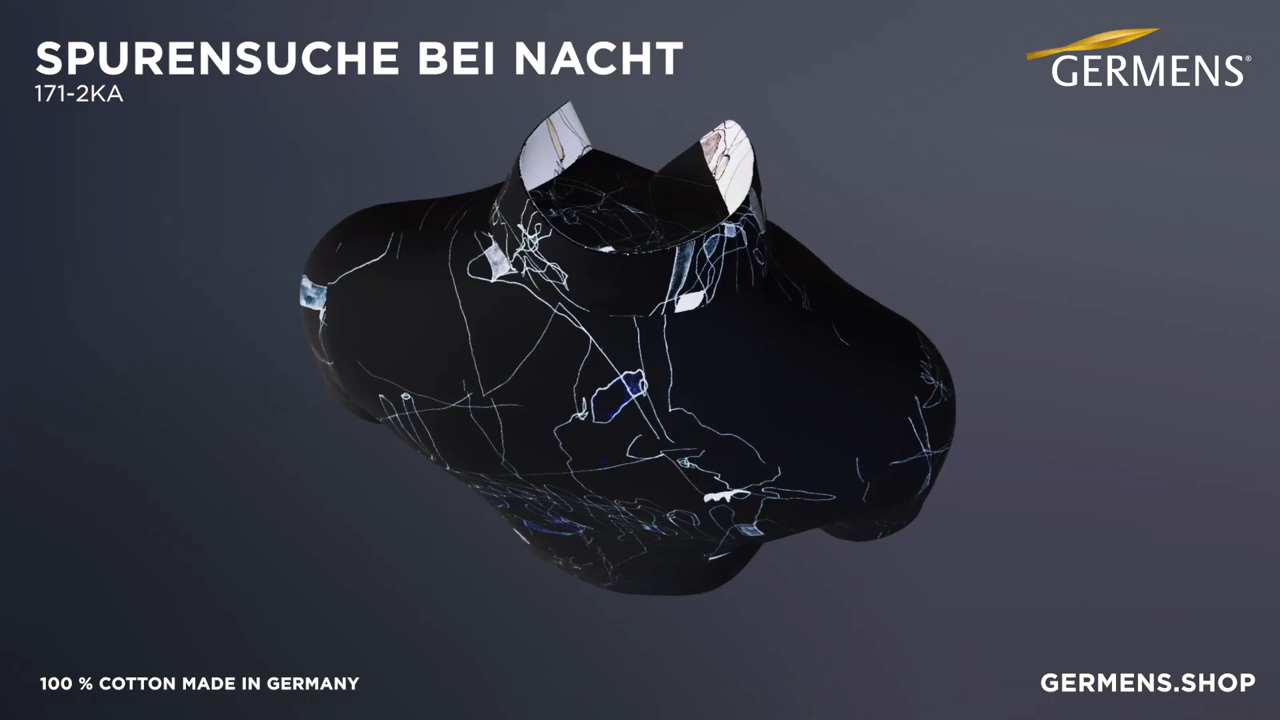 SPURENSUCHE BEI NACHT
171-2KA
GERMENS®
100 % COTTON MADE IN GERMANY
GERMENS.SHOP